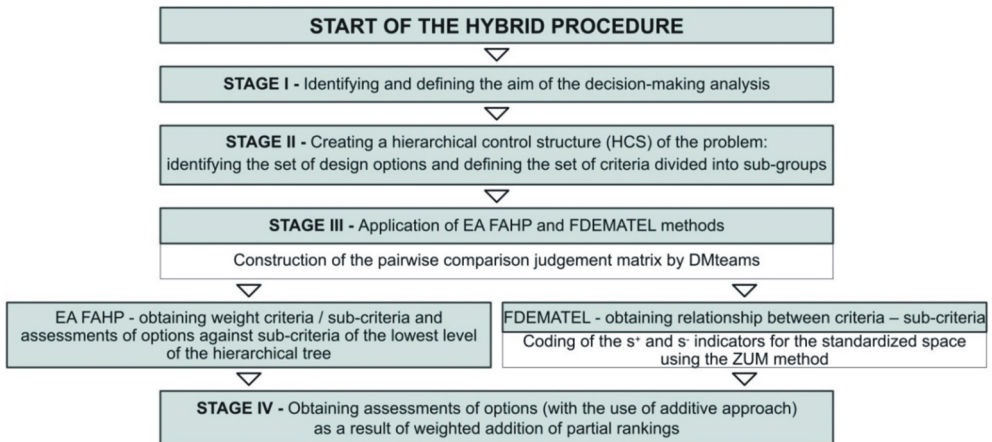 START OF THE HYBRID PROCEDURE
STAGE I - Identifying and defining the aim of the decision-making analysis
STAGE II - Creating a hierarchical control structure (HCS) of the problem:
identifying the set of design options and defining the set of criteria divided into sub-groups
STAGE III - Application of EA FAHP and FDEMATEL methods
Construction of the pairwise comparison judgement matrix by DMteams
EA FAHP - obtaining weight criteria / sub-criteria and
assessments of options against sub-criteria of the lowest level
of the hierarchical tree
FDEMATEL - obtaining relationship between criteria – sub-criteria
Coding of the s⁺ and s⁻ indicators for the standardized space
using the ZUM method
STAGE IV - Obtaining assessments of options (with the use of additive approach)
as a result of weighted addition of partial rankings